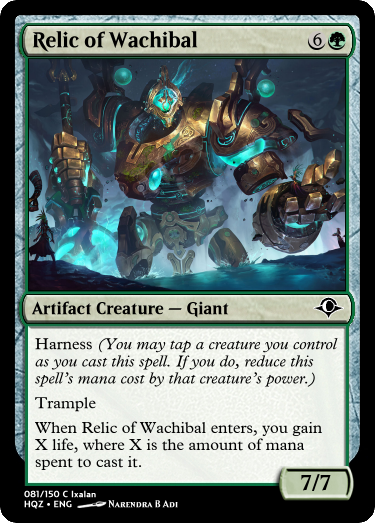 Relic of Wachibal 6
Artifact Creature — Giant
Harness (You may tap a creature you control
as you cast this spell. If you do, reduce this
spell's mana cost by that creature's power.)
Trample
When Relic of Wachibal enters, you gain
X life, where X is the amount of mana
spent to cast it.
7/7
081/150 C Ixalan
HQZ • ENG Narendra B Adi